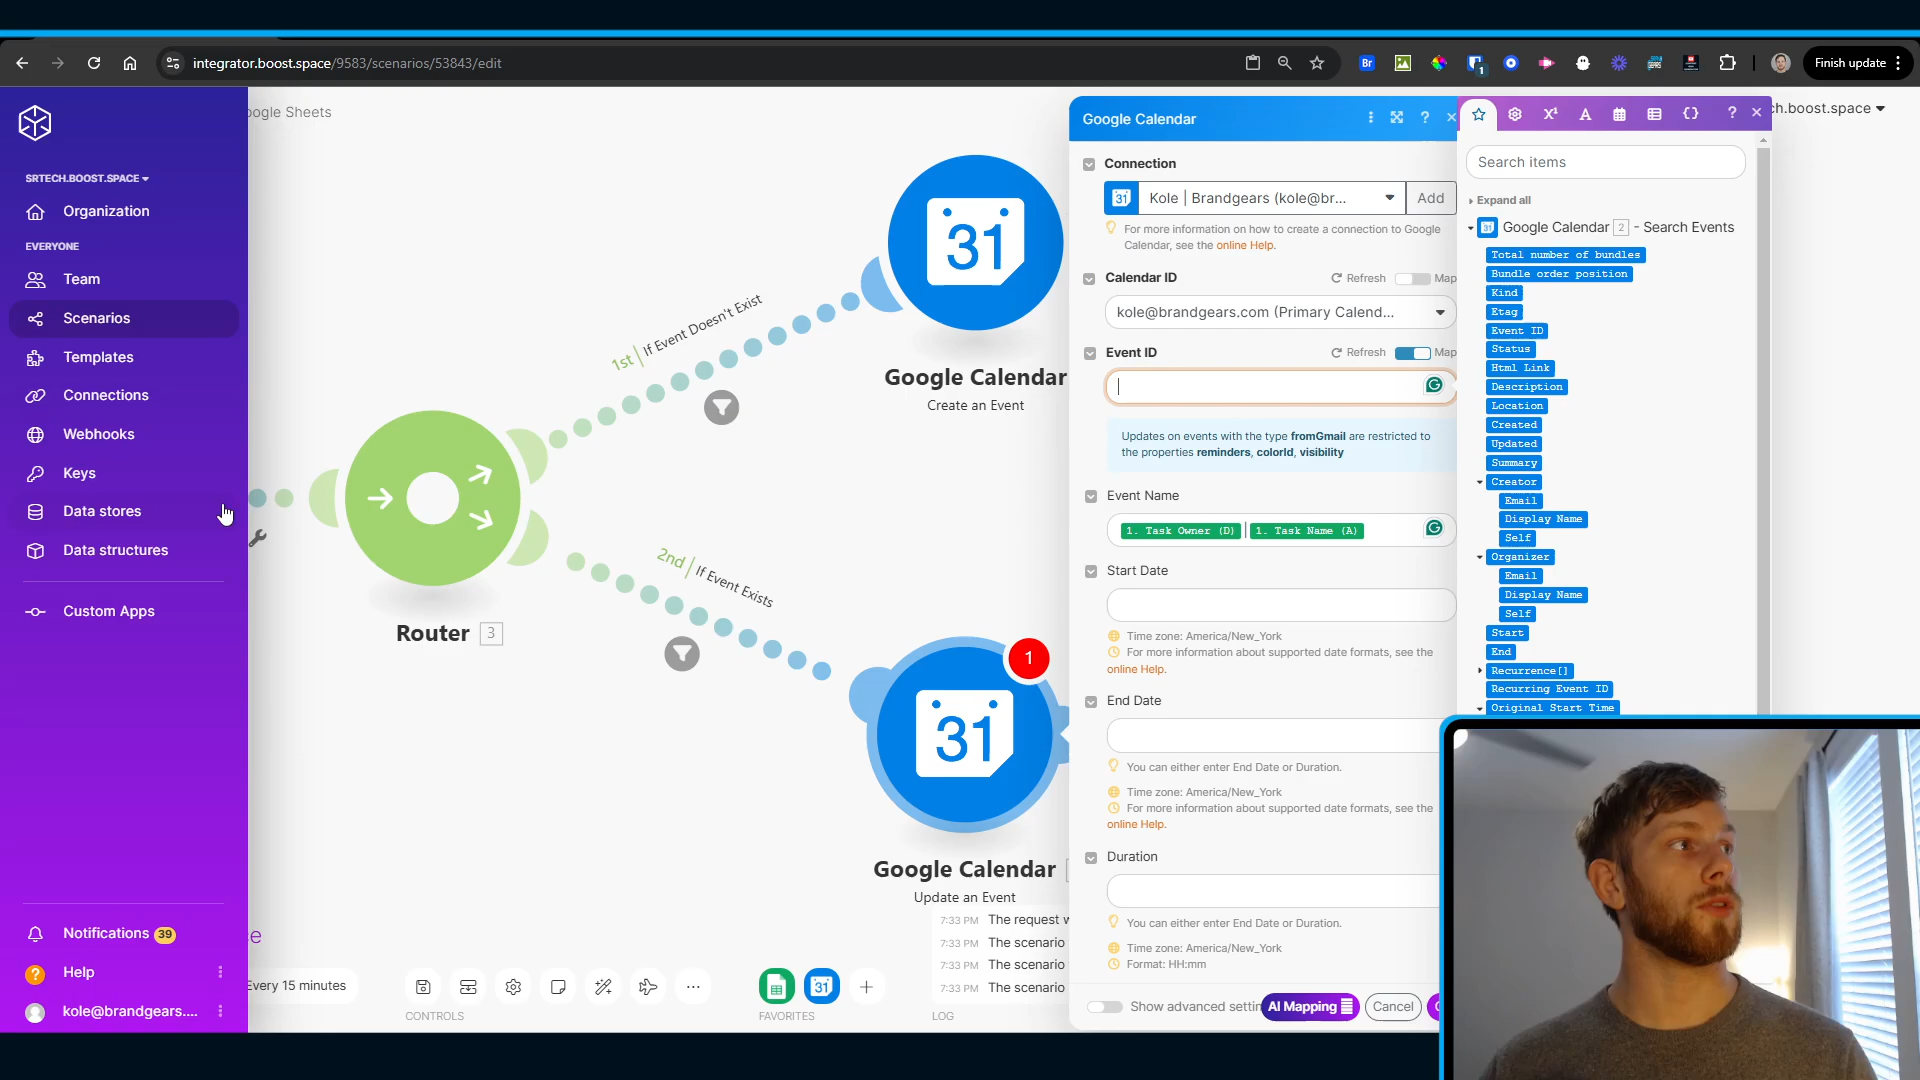 integrator.boost.space/9583/scenarios/53843/edit
Br
1
Finish update
SRTECH.BOOST.SPACE
Organization
EVERYONE
Team
Scenarios
Templates
Connections
Webhooks
Keys
Data stores
Data structures
Custom Apps
Notifications 39
Help
kole@brandgears....
ogle Sheets
ch.boost.space
1st
If Event Doesn't Exist
31
Google Calendar
Create an Event
Router 3
2nd
If Event Exists
1
31
Google Calendar
Update an Event
Every 15 minutes
CONTROLS
31
FAVORITES
LOG
7:33 PM The request w
7:33 PM The scenario
7:33 PM The scenario
7:33 PM The scenario
Google Calendar
?
Connection
31
Kole | Brandgears (kole@br...
Add
For more information on how to create a connection to Google
Calendar, see the online Help.
Calendar ID
Refresh
Map
kole@brandgears.com (Primary Calend...
Event ID
Refresh
Map
Updates on events with the type fromGmail are restricted to
the properties reminders, colorId, visibility
Event Name
1. Task Owner (D) | 1. Task Name (A)
Start Date
Time zone: America/New_York
For more information about supported date formats, see the
online Help.
End Date
You can either enter End Date or Duration.
Time zone: America/New_York
For more information about supported date formats, see the
online Help.
Duration
You can either enter End Date or Duration.
Time zone: America/New_York
Format: HH:mm
Show advanced settin
AI Mapping
Cancel
X¹
A
{}
?
Search items
Expand all
31
Google Calendar 2 - Search Events
Total number of bundles
Bundle order position
Kind
Etag
Event ID
Status
Html Link
Description
Location
Created
Updated
Summary
Creator
Email
Display Name
Self
Organizer
Email
Display Name
Self
Start
End
Recurrence[]
Recurring Event ID
Original Start Time